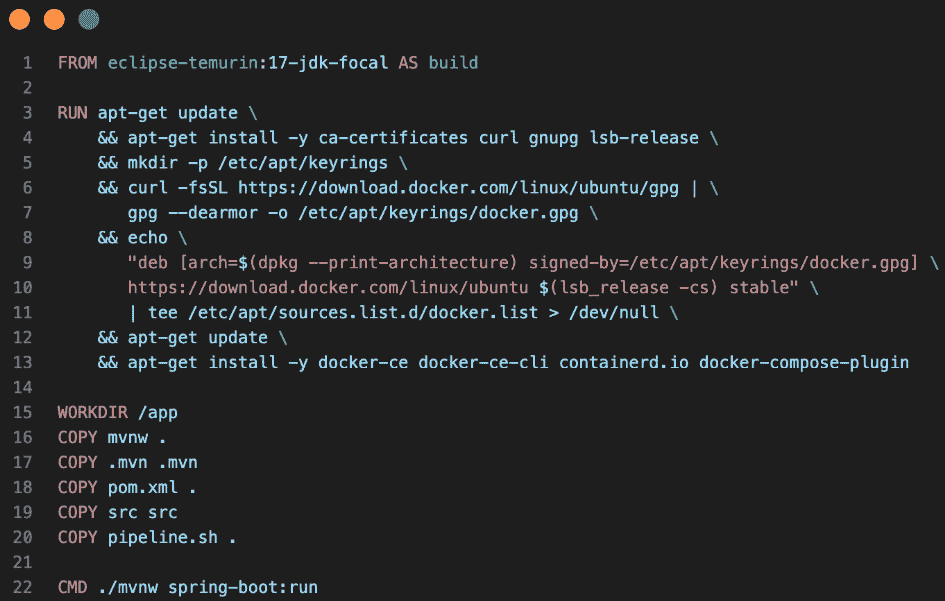 1 FROM eclipse-temurin:17-jdk-focal AS build
2
3 RUN apt-get update \
4     && apt-get install -y ca-certificates curl gnupg lsb-release \
5     && mkdir -p /etc/apt/keyrings \
6     && curl -fsSL https://download.docker.com/linux/ubuntu/gpg | \
7        gpg --dearmor -o /etc/apt/keyrings/docker.gpg \
8     && echo \
9        "deb [arch=$(dpkg --print-architecture) signed-by=/etc/apt/keyrings/docker.gpg] \
10        https://download.docker.com/linux/ubuntu $(lsb_release -cs) stable" \
11        | tee /etc/apt/sources.list.d/docker.list > /dev/null \
12     && apt-get update \
13     && apt-get install -y docker-ce docker-ce-cli containerd.io docker-compose-plugin
14
15 WORKDIR /app
16 COPY mvnw .
17 COPY .mvn .mvn
18 COPY pom.xml .
19 COPY src src
20 COPY pipeline.sh .
21
22 CMD ./mvnw spring-boot:run